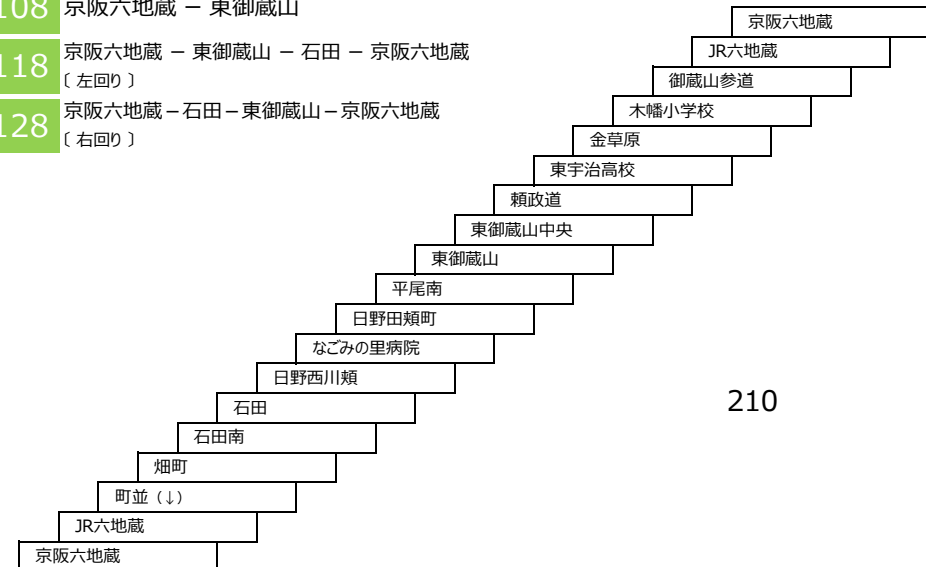 108 京阪六地蔵 － 東御蔵山
118 京阪六地蔵 － 東御蔵山 － 石田 － 京阪六地蔵
〔 左回り 〕
128 京阪六地蔵－石田－東御蔵山－京阪六地蔵
〔 右回り 〕
京阪六地蔵
JR六地蔵
御蔵山参道
木幡小学校
金草原
東宇治高校
頼政道
東御蔵山中央
東御蔵山
平尾南
日野田頬町
なごみの里病院
日野西川頬
石田
石田南
畑町
町並（↓）
JR六地蔵
京阪六地蔵
210